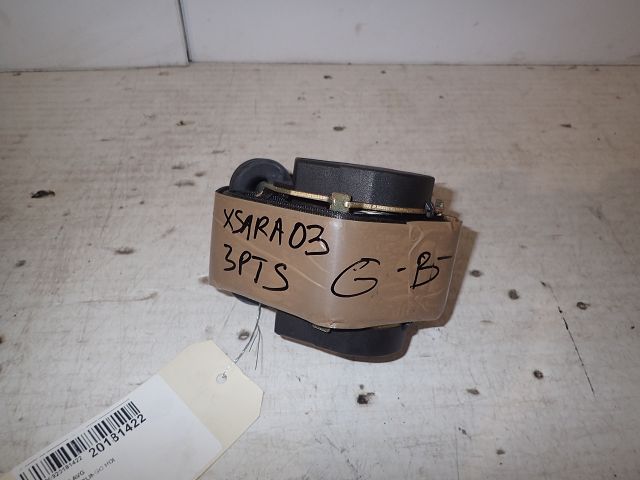 XSARA 03
3PTS
G -B-
20181422